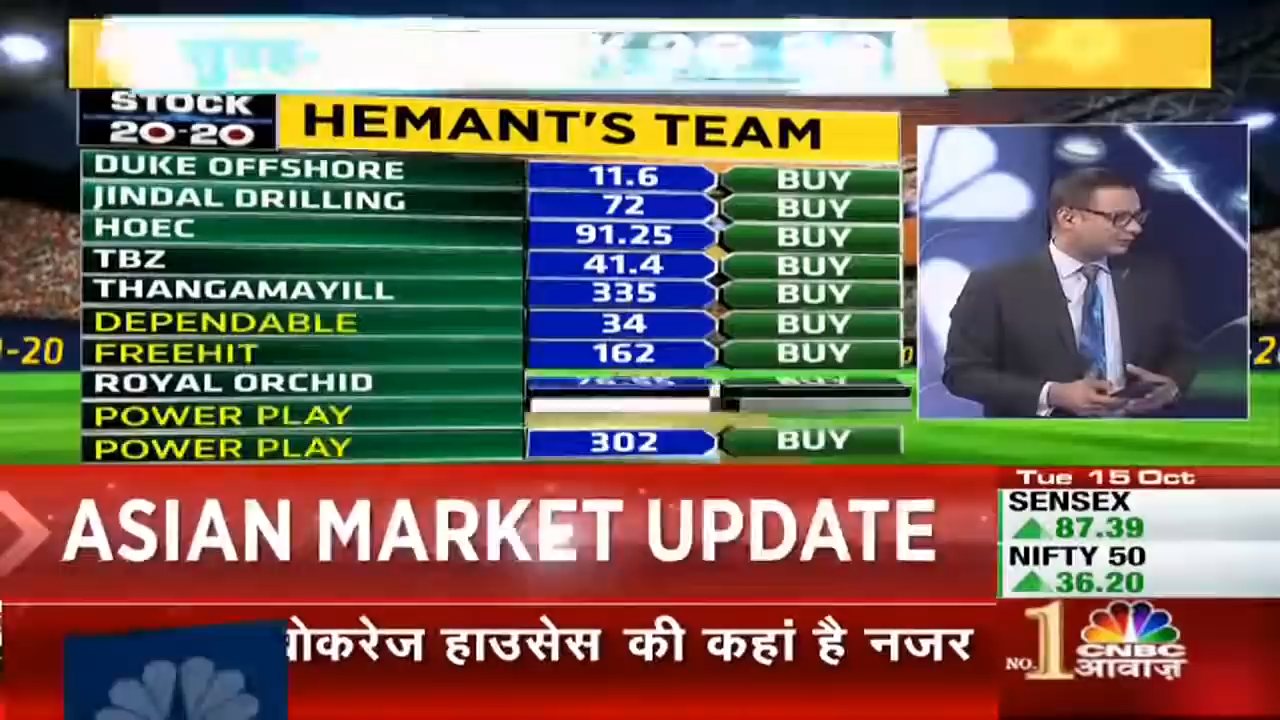 STOCK
20-20
HEMANT'S TEAM
DUKE OFFSHORE 11.6 BUY
JINDAL DRILLING 72 BUY
HOEC 91.25 BUY
TBZ 41.4 BUY
THANGAMAYILL 335 BUY
DEPENDABLE 34 BUY
FREEHIT 162 BUY
ROYAL ORCHID
POWER PLAY
POWER PLAY 302 BUY
-20
ASIAN MARKET UPDATE
Tue 15 Oct
SENSEX
87.39
NIFTY 50
36.20
हाउसेस की कहां है नजर
NO.1 CNBC
आवाज़